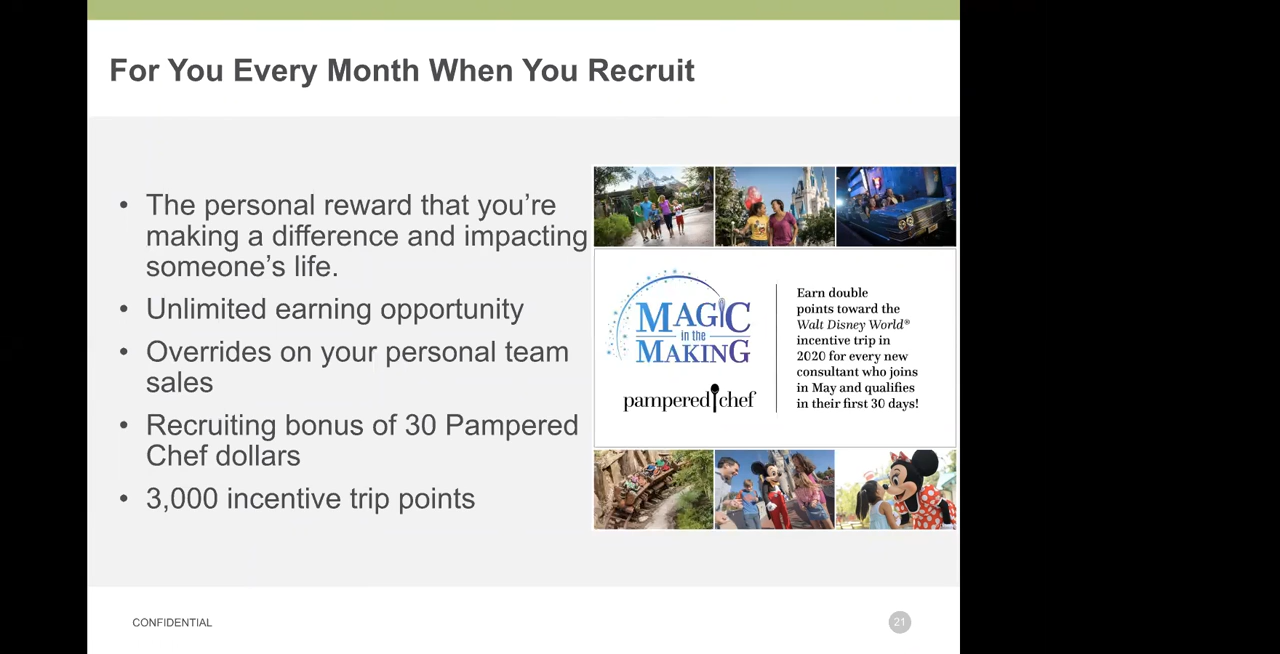 For You Every Month When You Recruit
• The personal reward that you’re
making a difference and impacting
someone’s life.
• Unlimited earning opportunity
• Overrides on your personal team
sales
• Recruiting bonus of 30 Pampered
Chef dollars
• 3,000 incentive trip points
MAGIC
in the
MAKING
pampered chef
Earn double
points toward the
Walt Disney World®
incentive trip in
2020 for every new
consultant who joins
in May and qualifies
in their first 30 days!
CONFIDENTIAL
21